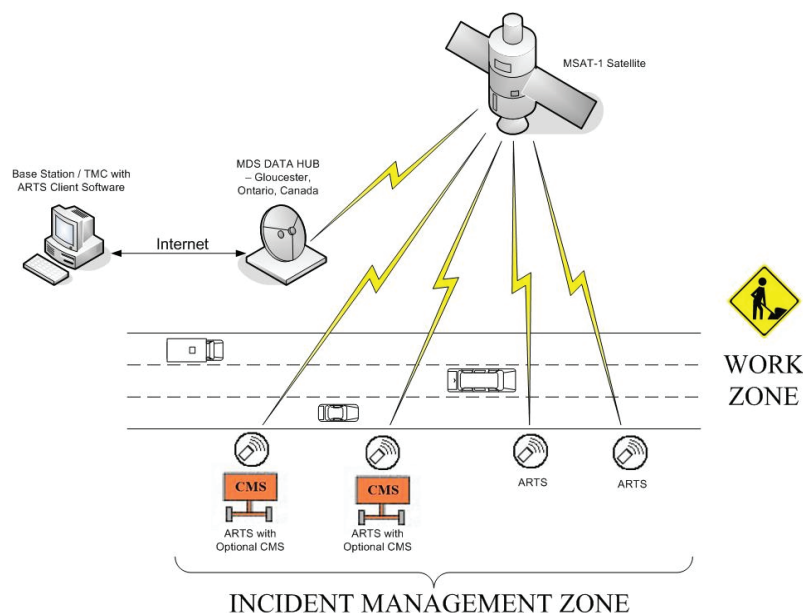 MSAT-1 Satellite
MDS DATA HUB
– Gloucester,
Ontario, Canada
Base Station / TMC with
ARTS Client Software
Internet
WORK
ZONE
CMS
CMS
ARTS
ARTS
ARTS with
Optional CMS
ARTS with
Optional CMS
INCIDENT MANAGEMENT ZONE